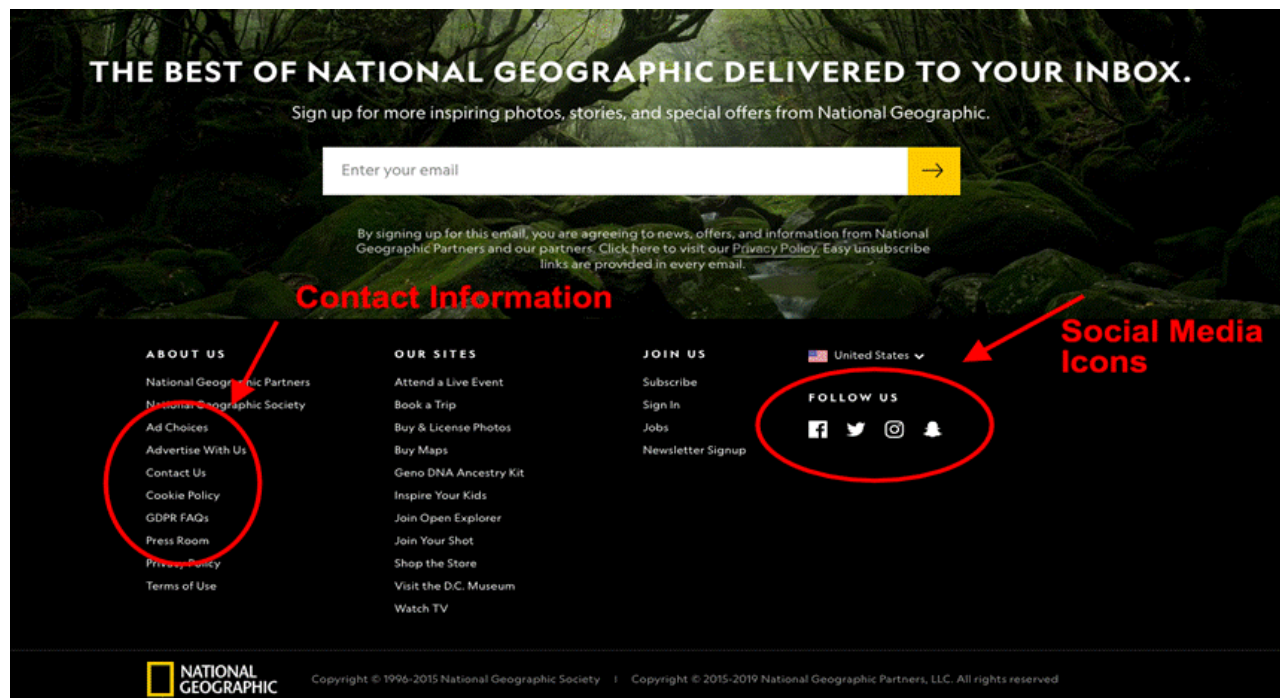 THE BEST OF NATIONAL GEOGRAPHIC DELIVERED TO YOUR INBOX.
Sign up for more inspiring photos, stories, and special offers from National Geographic.
Enter your email
By signing up for this email, you are agreeing to news, offers, and information from National
Geographic Partners and our partners. Click here to visit our Privacy Policy. Easy unsubscribe
links are provided in every email.
Contact Information
Social Media
Icons
ABOUT US
National Geographic Partners
National Geographic Society
Ad Choices
Advertise With Us
Contact Us
Cookie Policy
GDPR FAQs
Press Room
Privacy Policy
Terms of Use
OUR SITES
Attend a Live Event
Book a Trip
Buy & License Photos
Buy Maps
Geno DNA Ancestry Kit
Inspire Your Kids
Join Open Explorer
Join Your Shot
Shop the Store
Visit the D.C. Museum
Watch TV
JOIN US
Subscribe
Sign In
Jobs
Newsletter Signup
United States
FOLLOW US
NATIONAL
GEOGRAPHIC
Copyright © 1996-2015 National Geographic Society | Copyright © 2015-2019 National Geographic Partners, LLC. All rights reserved